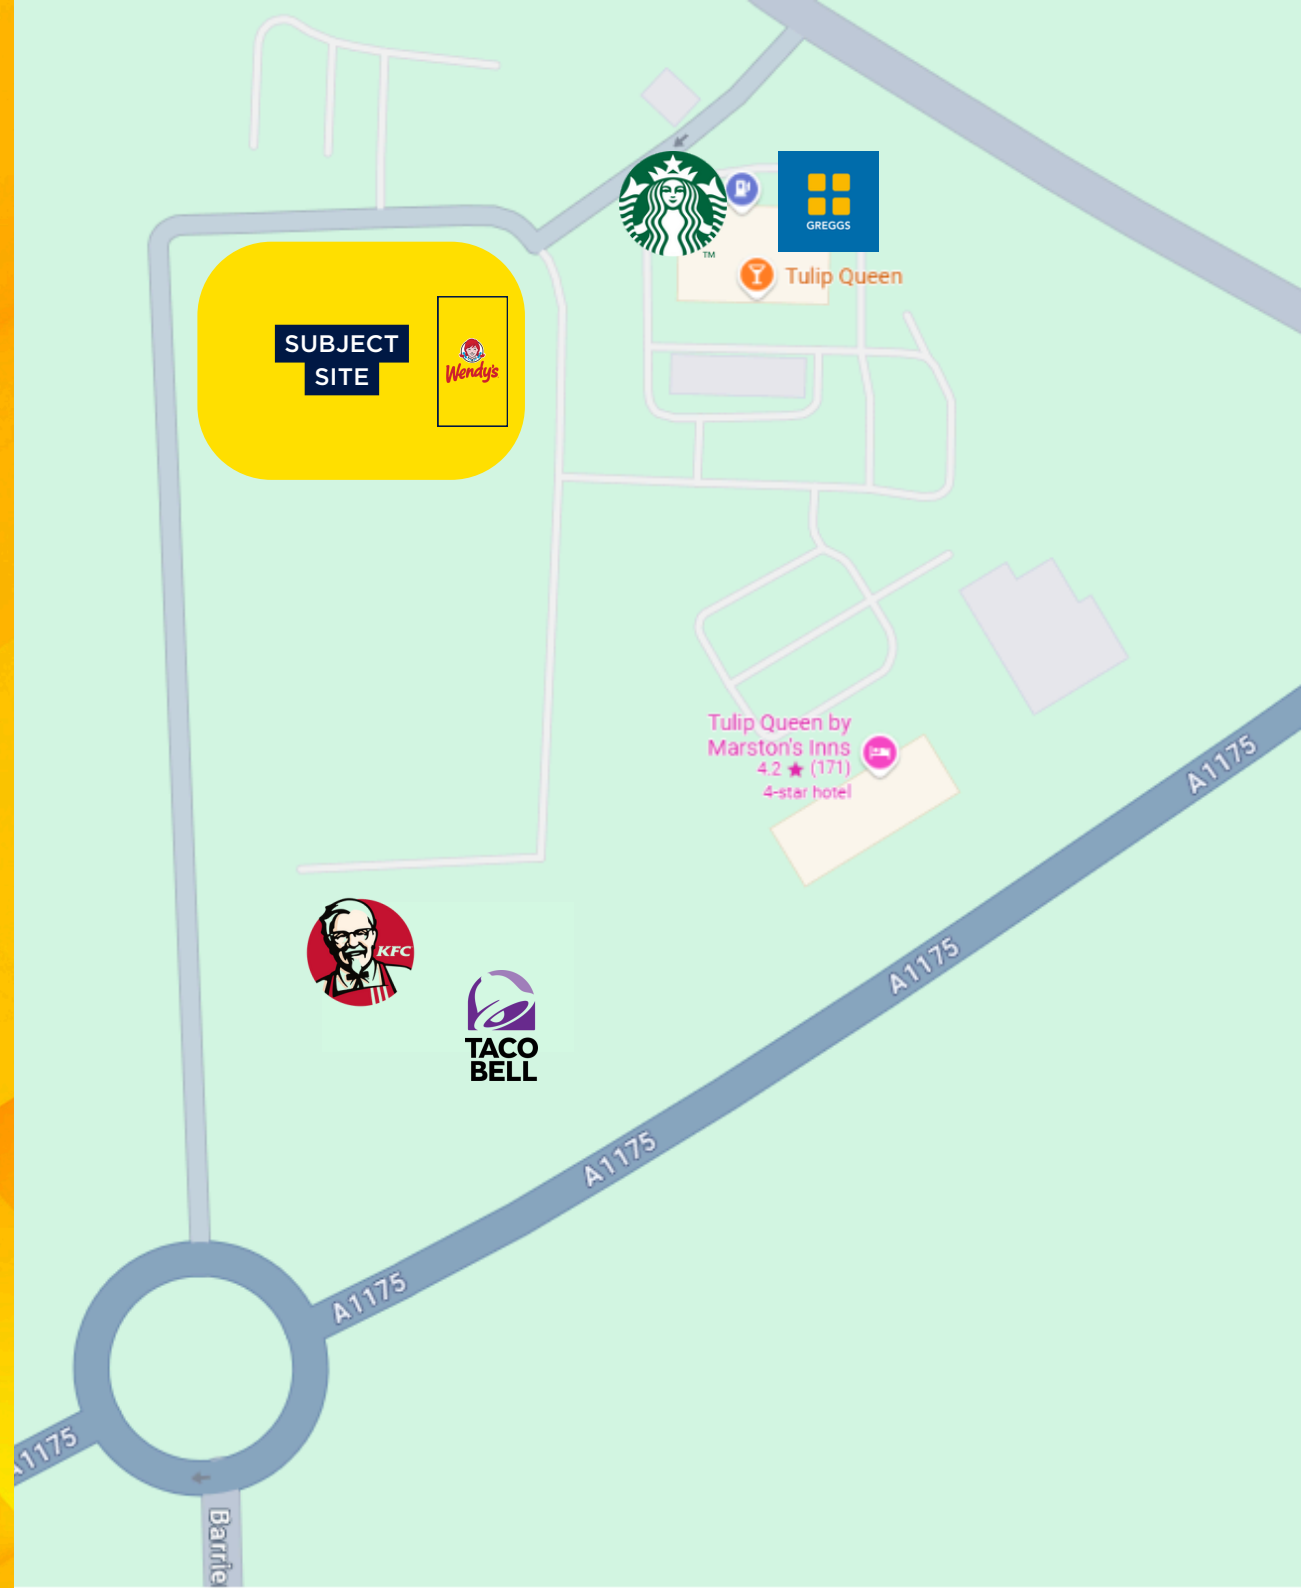 TM
GREGGS
Tulip Queen
SUBJECT
SITE
Wendy's
Tulip Queen by
Marston's Inns
4.2 ★ (171)
4-star hotel
A1175
KFC
A1175
TACO
BELL
A1175
A1175
A1175